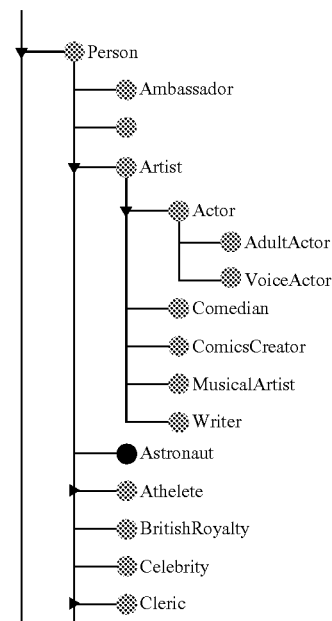 Person
Ambassador
Artist
Actor
AdultActor
VoiceActor
Comedian
ComicsCreator
MusicalArtist
Writer
Astronaut
Athelete
BritishRoyalty
Celebrity
Cleric